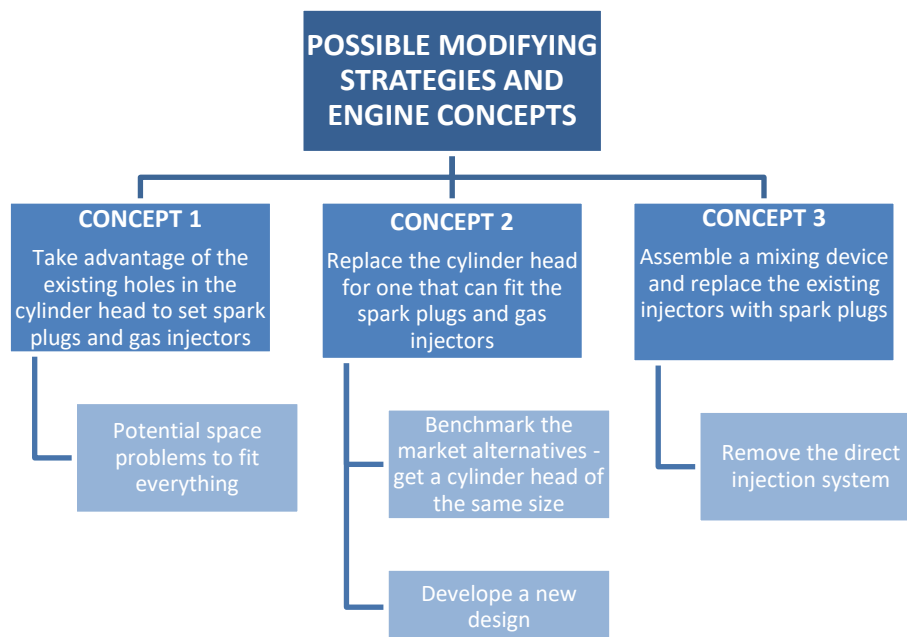 POSSIBLE MODIFYING
STRATEGIES AND
ENGINE CONCEPTS
CONCEPT 1
Take advantage of the
existing holes in the
cylinder head to set spark
plugs and gas injectors
Potential space
problems to fit
everything
CONCEPT 2
Replace the cylinder head
for one that can fit the
spark plugs and gas
injectors
Benchmark the
market alternatives -
get a cylinder head of
the same size
Develope a new
design
CONCEPT 3
Assemble a mixing device
and replace the existing
injectors with spark plugs
Remove the direct
injection system